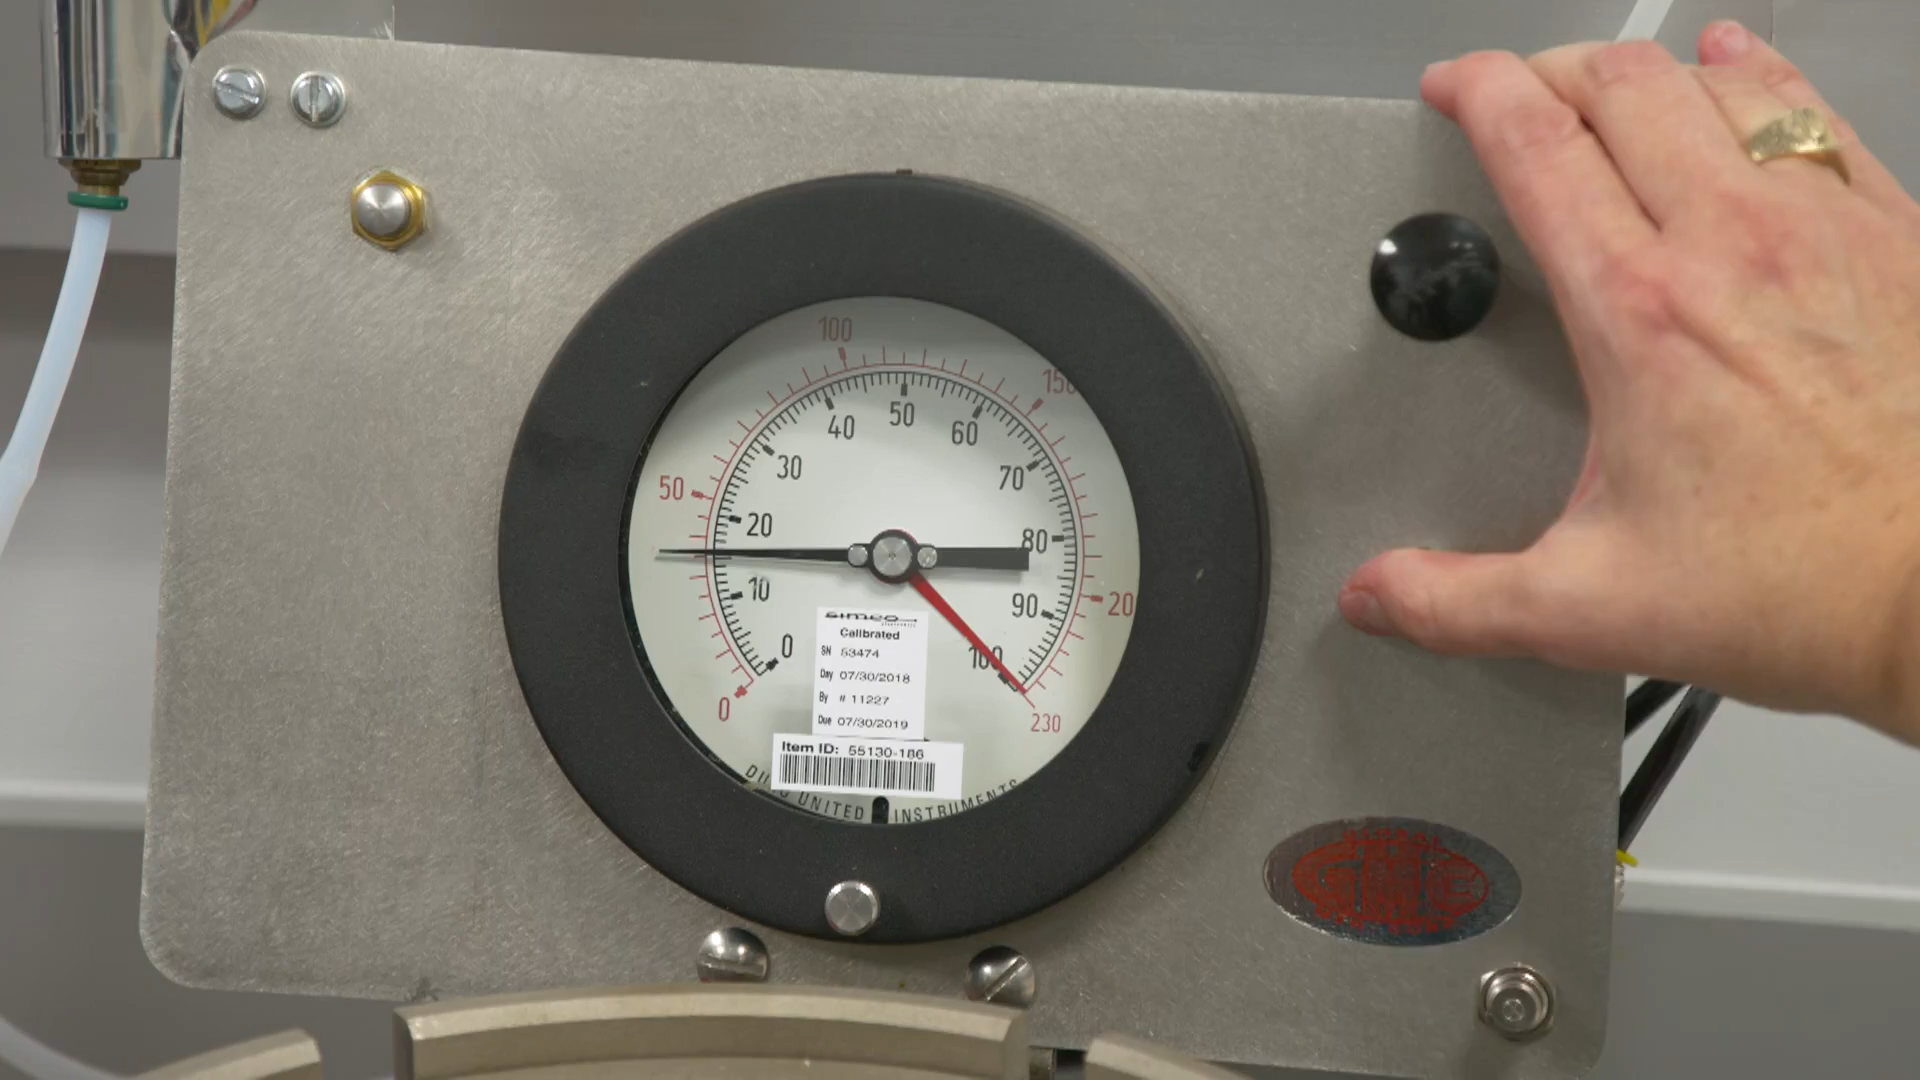 100
150
50
40
50
60
30
70
20
80
10
90
0
100
20
0
230
simco
Calibrated
SN 53474
Day 07/30/2018
By # 11227
Due 07/30/2019
Item ID: 55130-186
UNITED INSTRUMENTS